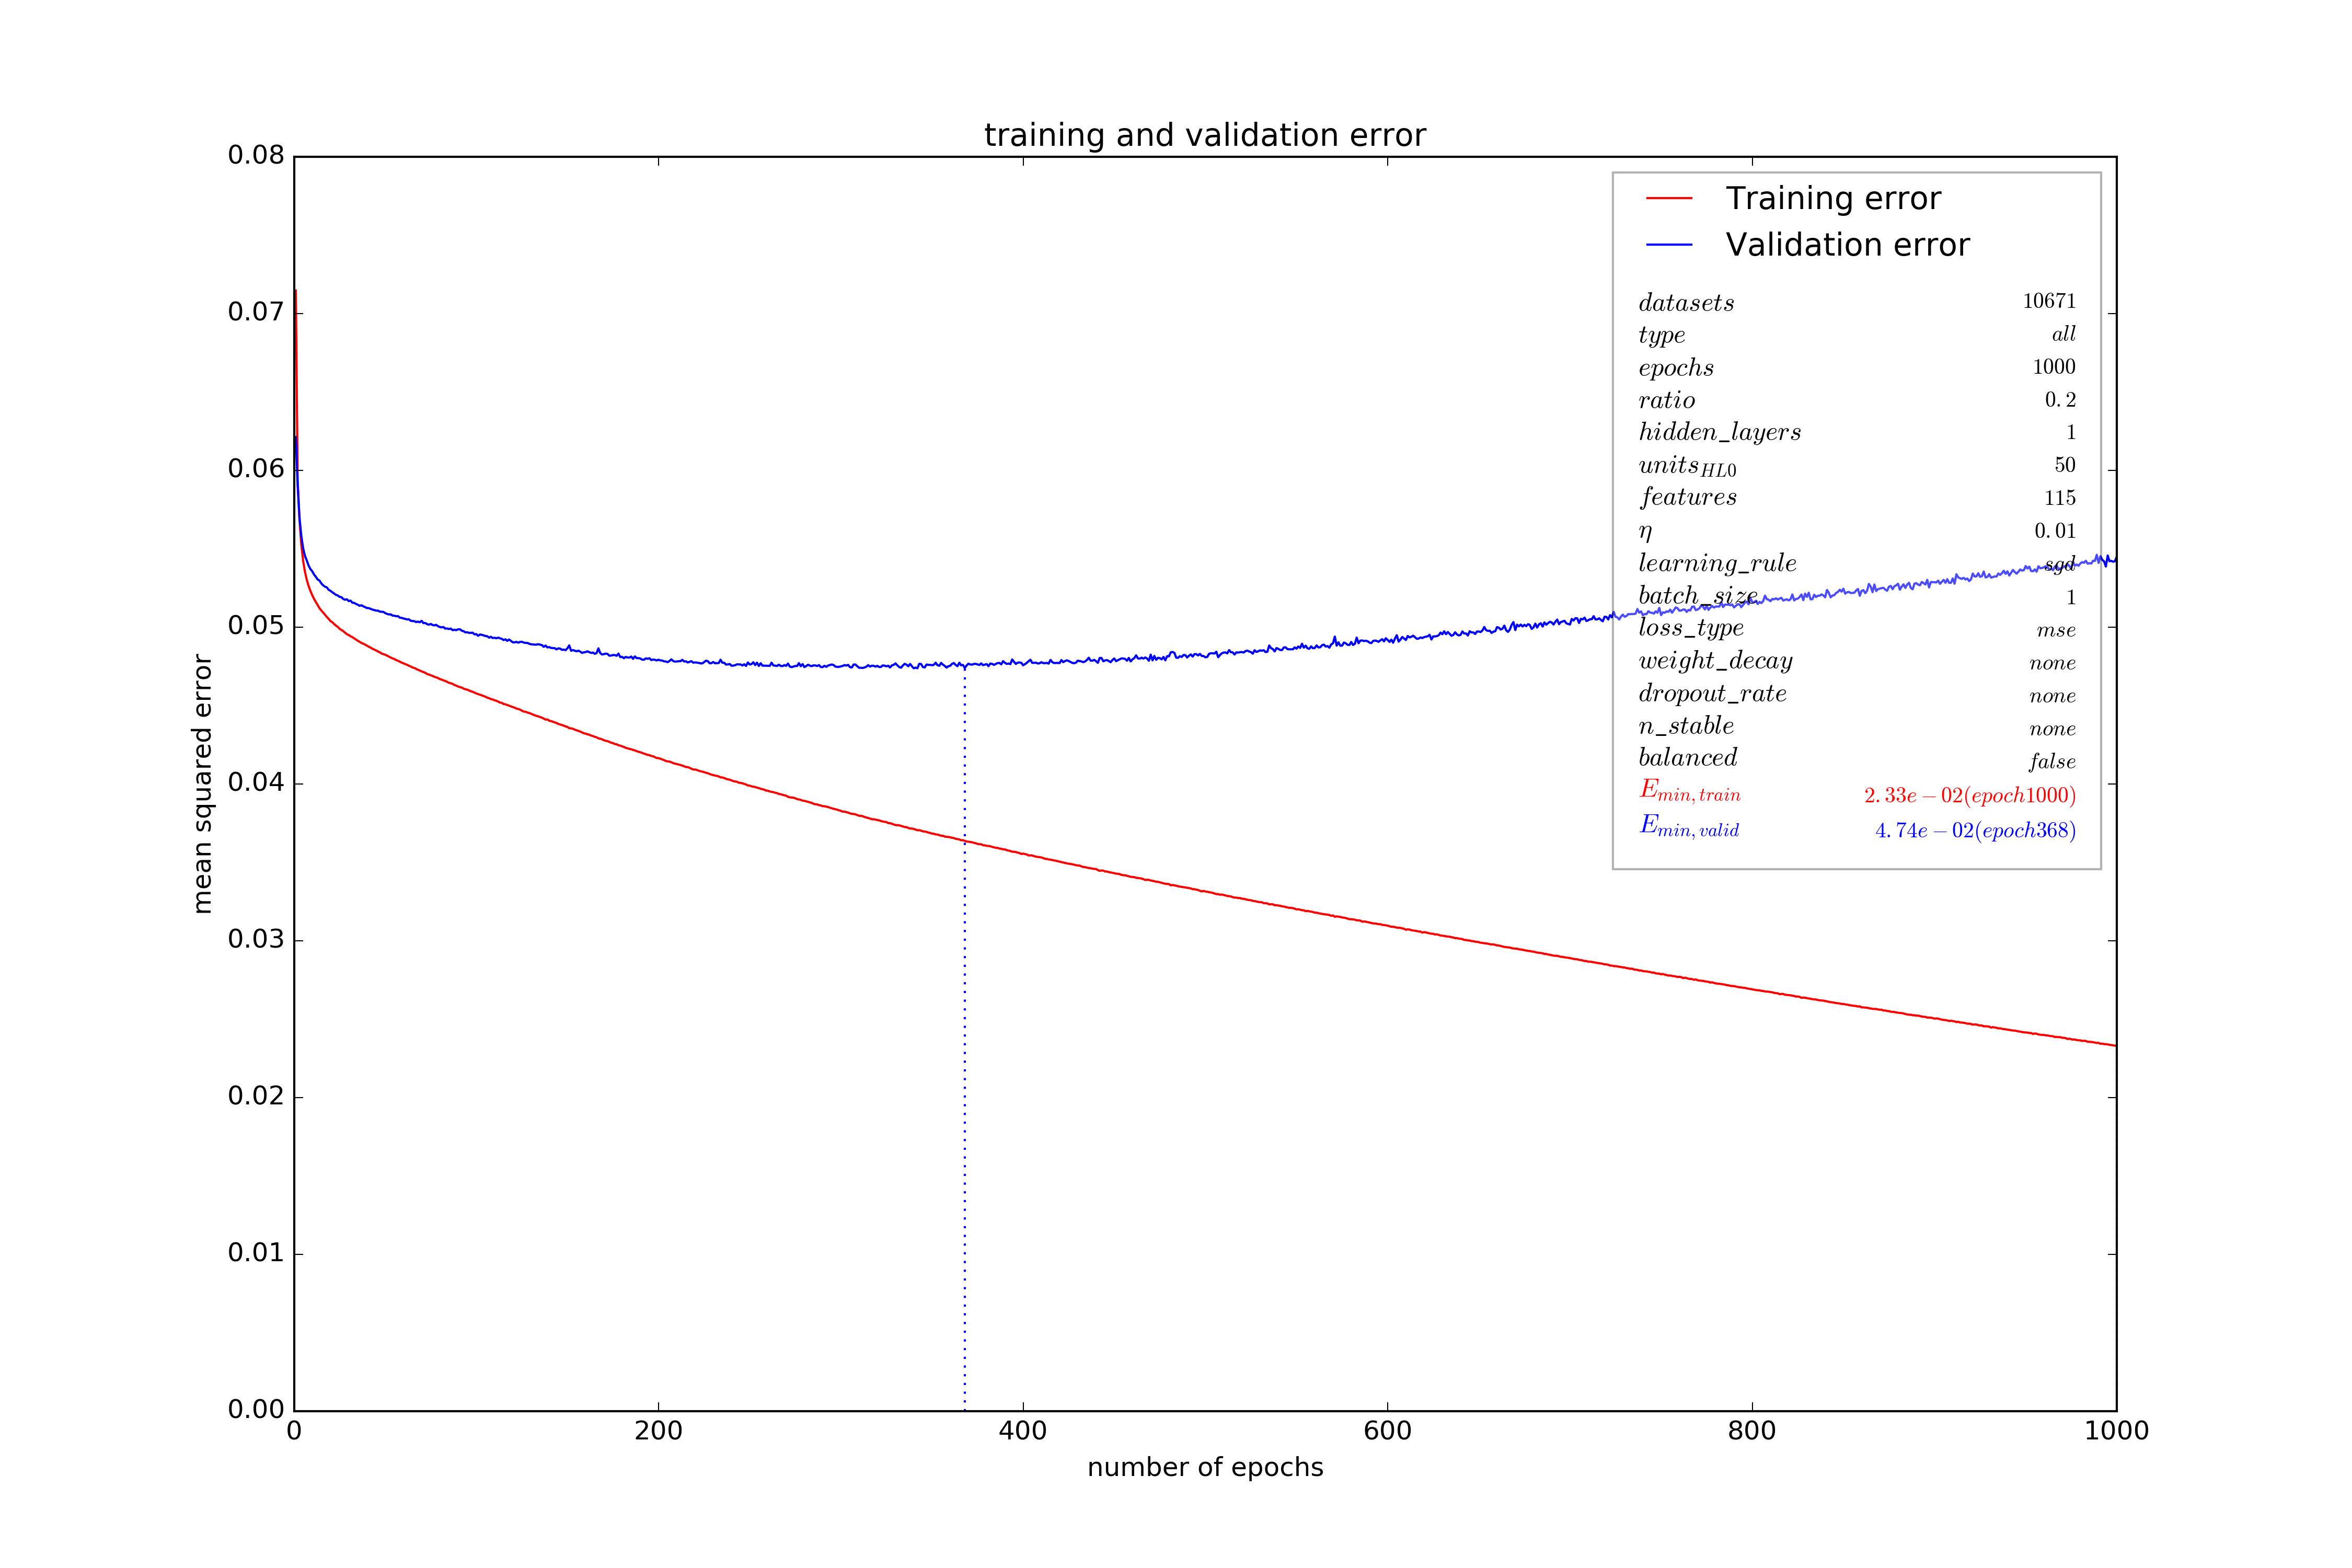 training and validation error
0.08
0.07
0.06
0.05
0.04
0.03
0.02
0.01
0.00
mean squared error
0 200 400 600 800 1000
number of epochs
Training error
Validation error
datasets 10671
type all
epochs 1000
ratio 0.2
hidden_layers 1
units_HL0 50
features 115
η 0.01
learning_rule sgd
batch_size 1
loss_type mse
weight_decay none
dropout_rate none
n_stable none
balanced false
E_min,train 2.33e−02(epoch1000)
E_min,valid 4.74e−02(epoch368)